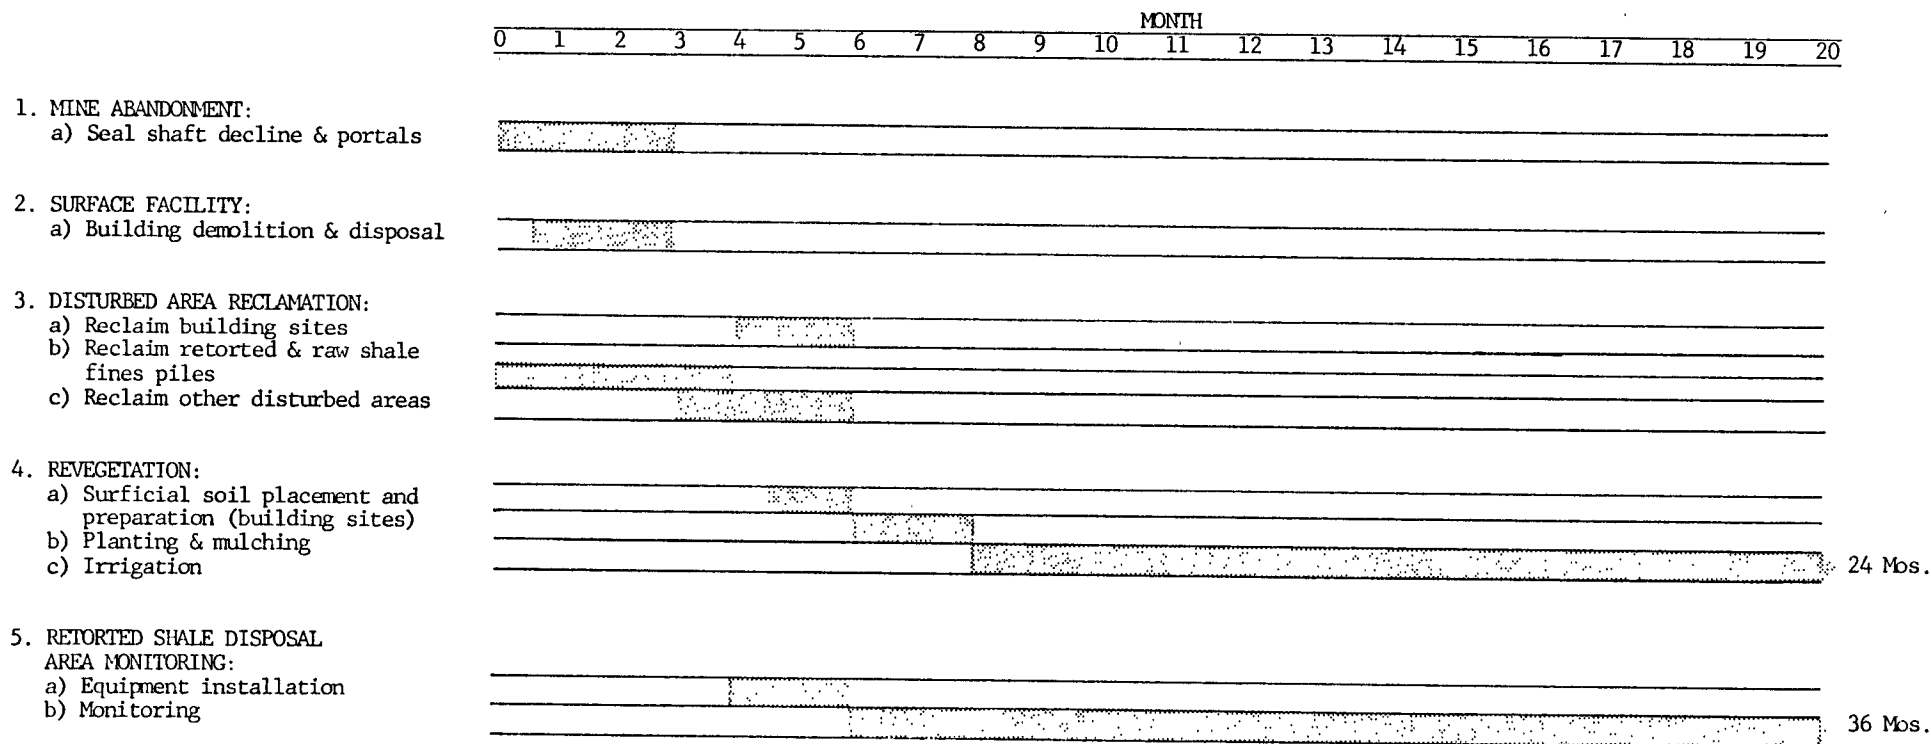 MONTH
0 1 2 3 4 5 6 7 8 9 10 11 12 13 14 15 16 17 18 19 20
1. MINE ABANDONMENT:
a) Seal shaft decline & portals
2. SURFACE FACILITY:
a) Building demolition & disposal
3. DISTURBED AREA RECLAMATION:
a) Reclaim building sites
b) Reclaim retorted & raw shale
fines piles
c) Reclaim other disturbed areas
4. REVEGETATION:
a) Surficial soil placement and
preparation (building sites)
b) Planting & mulching
c) Irrigation
24 Mos.
5. RETORTED SHALE DISPOSAL
AREA MONITORING:
a) Equipment installation
b) Monitoring
36 Mos.